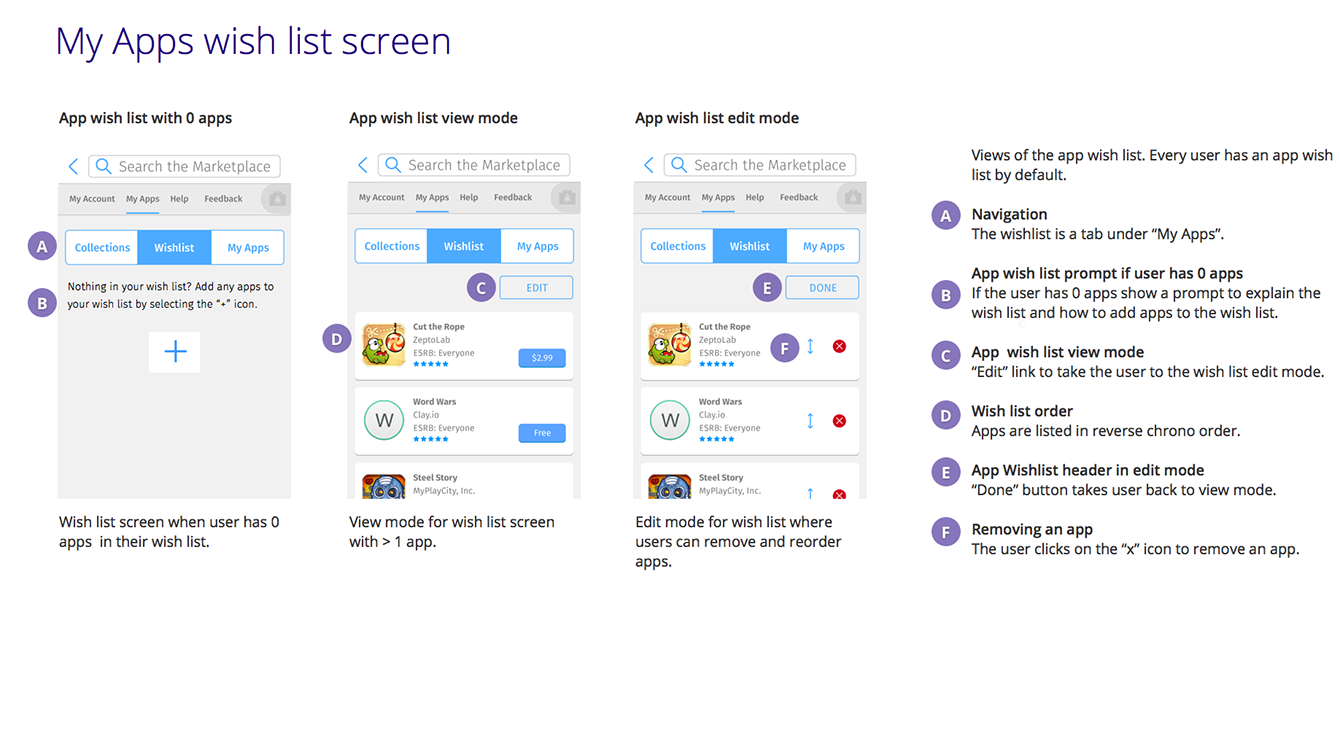 My Apps wish list screen
App wish list with 0 apps
Search the Marketplace
My Account My Apps Help Feedback
A
Collections Wishlist My Apps
B
Nothing in your wish list? Add any apps to
your wish list by selecting the “+” icon.
+
Wish list screen when user has 0
apps in their wish list.
App wish list view mode
Search the Marketplace
My Account My Apps Help Feedback
Collections Wishlist My Apps
C EDIT
D
Cut the Rope
ZeptoLab
ESRB: Everyone
$2.99
W
Word Wars
Clay.io
ESRB: Everyone
Free
Steel Story
MyPlayCity, Inc.
View mode for wish list screen
with > 1 app.
App wish list edit mode
Search the Marketplace
My Account My Apps Help Feedback
Collections Wishlist My Apps
E DONE
Cut the Rope
ZeptoLab
ESRB: Everyone
F
W
Word Wars
Clay.io
ESRB: Everyone
Steel Story
MyPlayCity, Inc.
Edit mode for wish list where
users can remove and reorder
apps.
Views of the app wish list. Every user has an app wish
list by default.
A
Navigation
The wishlist is a tab under “My Apps”.
B
App wish list prompt if user has 0 apps
If the user has 0 apps show a prompt to explain the
wish list and how to add apps to the wish list.
C
App wish list view mode
“Edit” link to take the user to the wish list edit mode.
D
Wish list order
Apps are listed in reverse chrono order.
E
App Wishlist header in edit mode
“Done” button takes user back to view mode.
F
Removing an app
The user clicks on the “x” icon to remove an app.